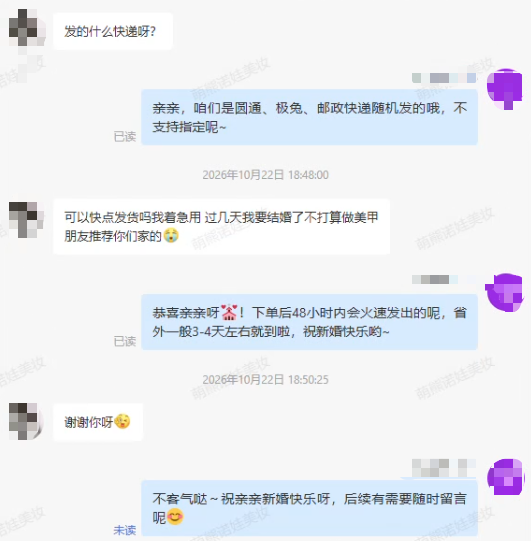 发的什么快递呀？
亲亲，咱们是圆通、极兔、邮政快递随机发的哦，不
支持指定呢~
已读
2026年10月22日 18:48:00
可以快点发货吗我着急用 过几天我要结婚了不打算做美甲
朋友推荐你们家的
恭喜亲亲呀！下单后48小时内会火速发出的呢，省
外一般3-4天左右就到啦，祝新婚快乐哟~
已读
2026年10月22日 18:50:25
谢谢你呀
不客气哒～祝亲亲新婚快乐呀，后续有需要随时留言
呢
未读
萌熊诺娃美妆